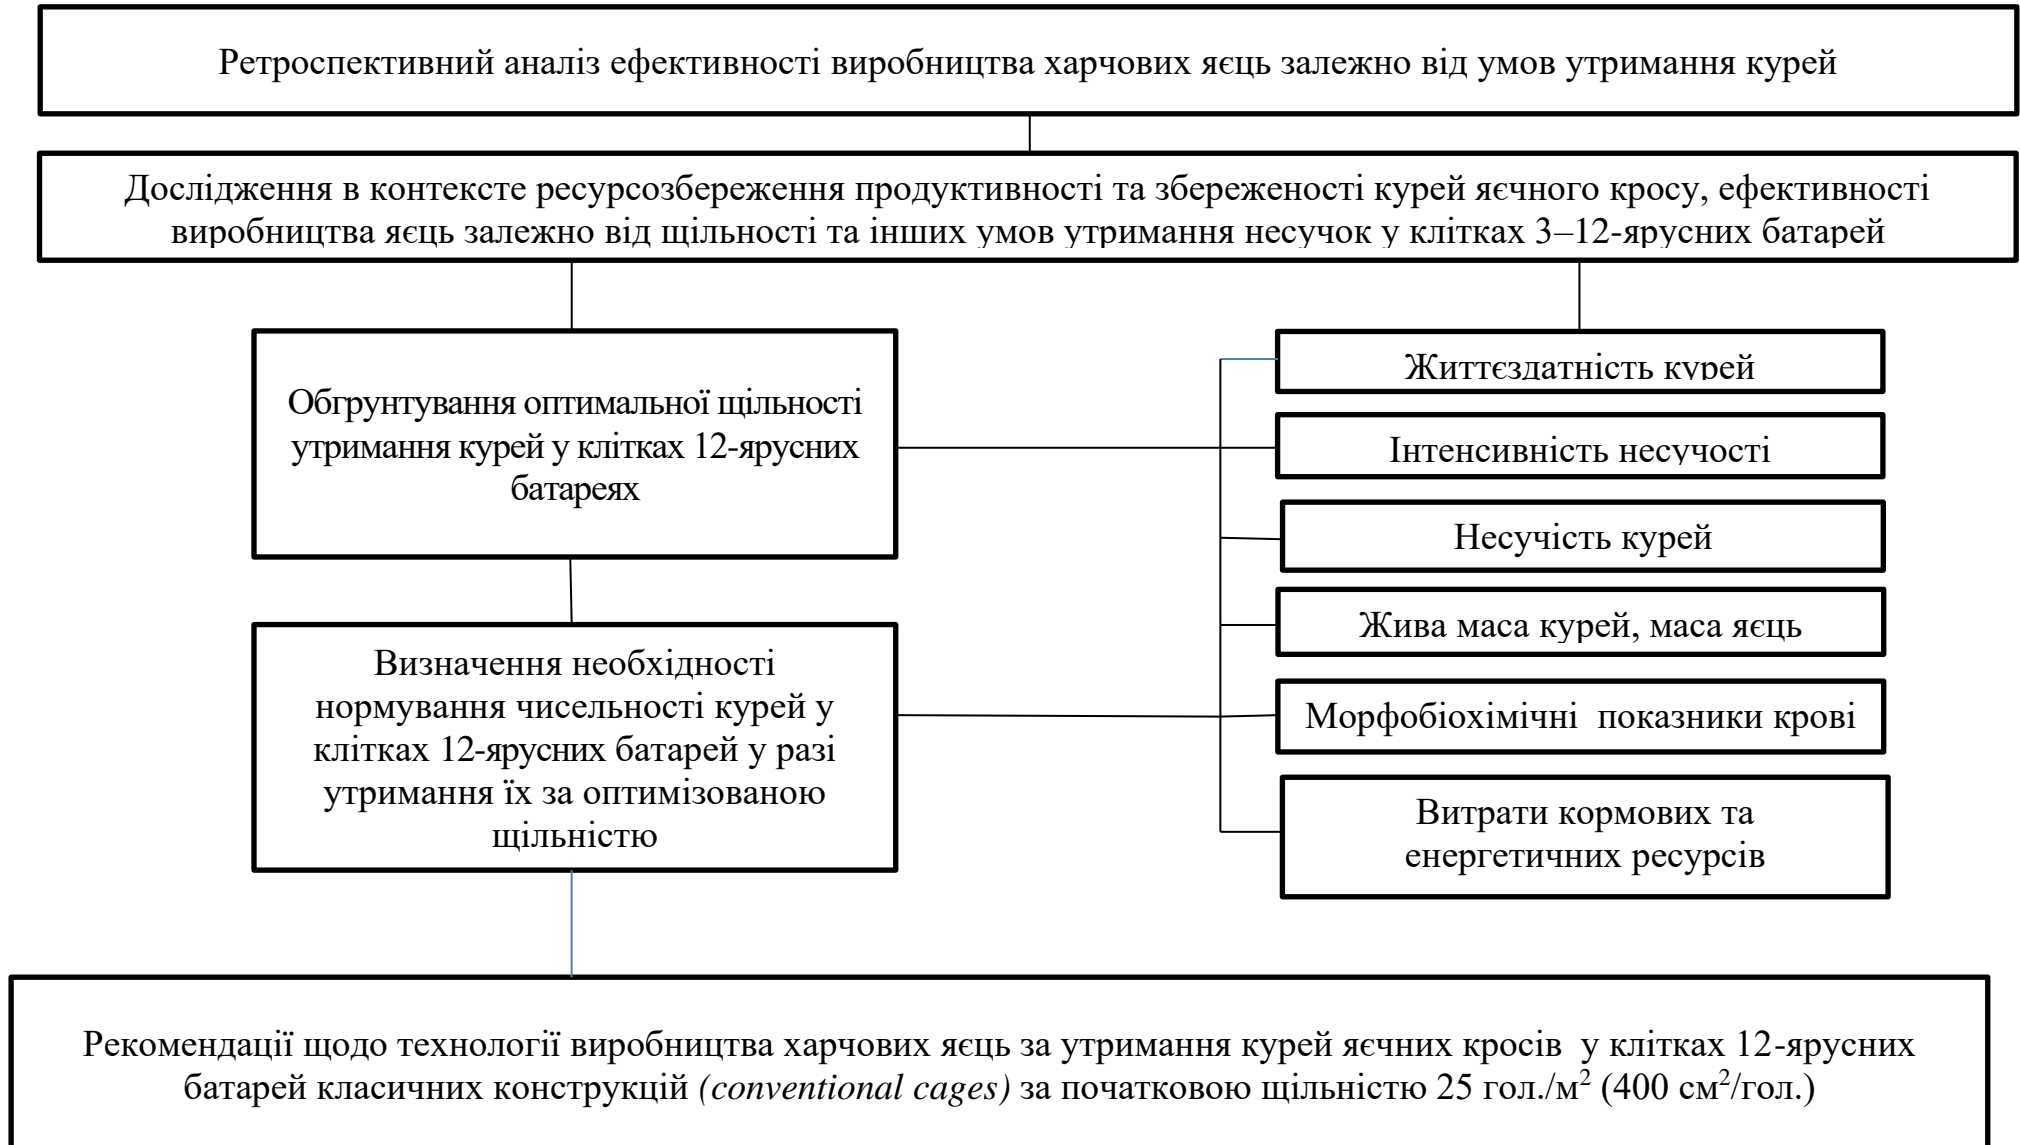 Ретроспективний аналіз ефективності виробництва харчових яєць залежно від умов утримання курей
Дослідження в контексте ресурсозбереження продуктивності та збереженості курей яєчного кросу, ефективності
виробництва яєць залежно від щільності та інших умов утримання несучок у клітках 3–12-ярусних батарей
Обгрунтування оптимальної щільності
утримання курей у клітках 12-ярусних
батареях
Визначення необхідності
нормування чисельності курей у
клітках 12-ярусних батарей у разі
утримання їх за оптимізованою
щільністю
Життєздатність курей
Інтенсивність несучості
Несучість курей
Жива маса курей, маса яєць
Морфобіохімічні показники крові
Витрати кормових та
енергетичних ресурсів
Рекомендації щодо технології виробництва харчових яєць за утримання курей яєчних кросів у клітках 12-ярусних
батарей класичних конструкцій (conventional cages) за початковою щільністю 25 гол./м² (400 см²/гол.)